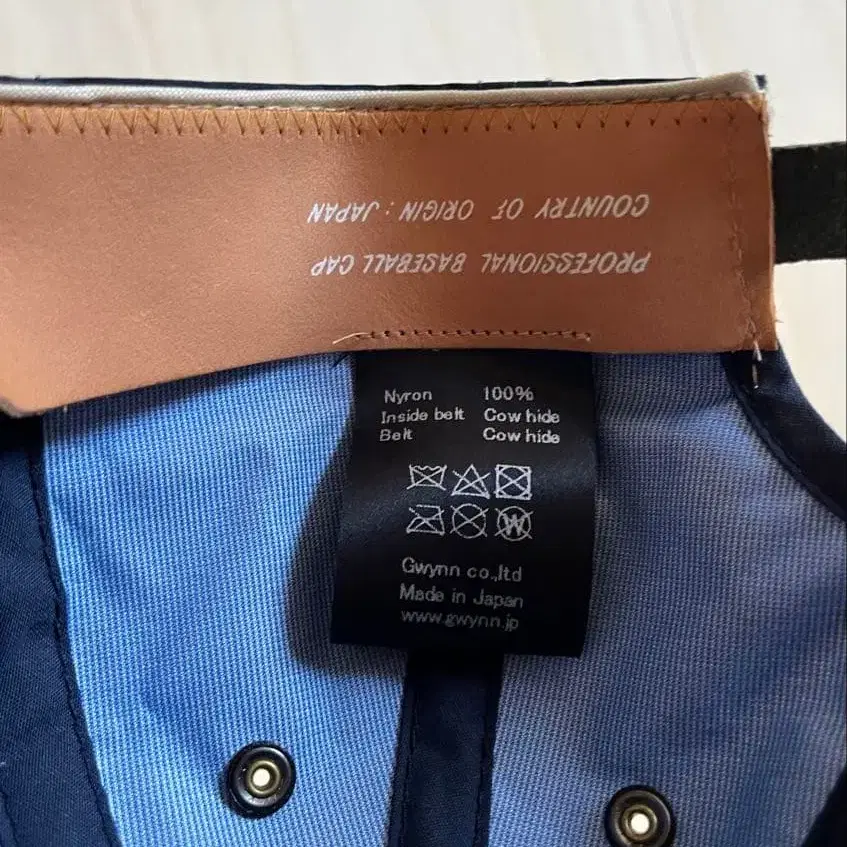 COUNTRY OF ORIGIN : JAPAN
PROFESSIONAL BASEBALL CAP
Nyron 100%
Inside belt Cow hide
Belt Cow hide
W
Gwynn co.,ltd
Made in Japan
www.gwynn.jp